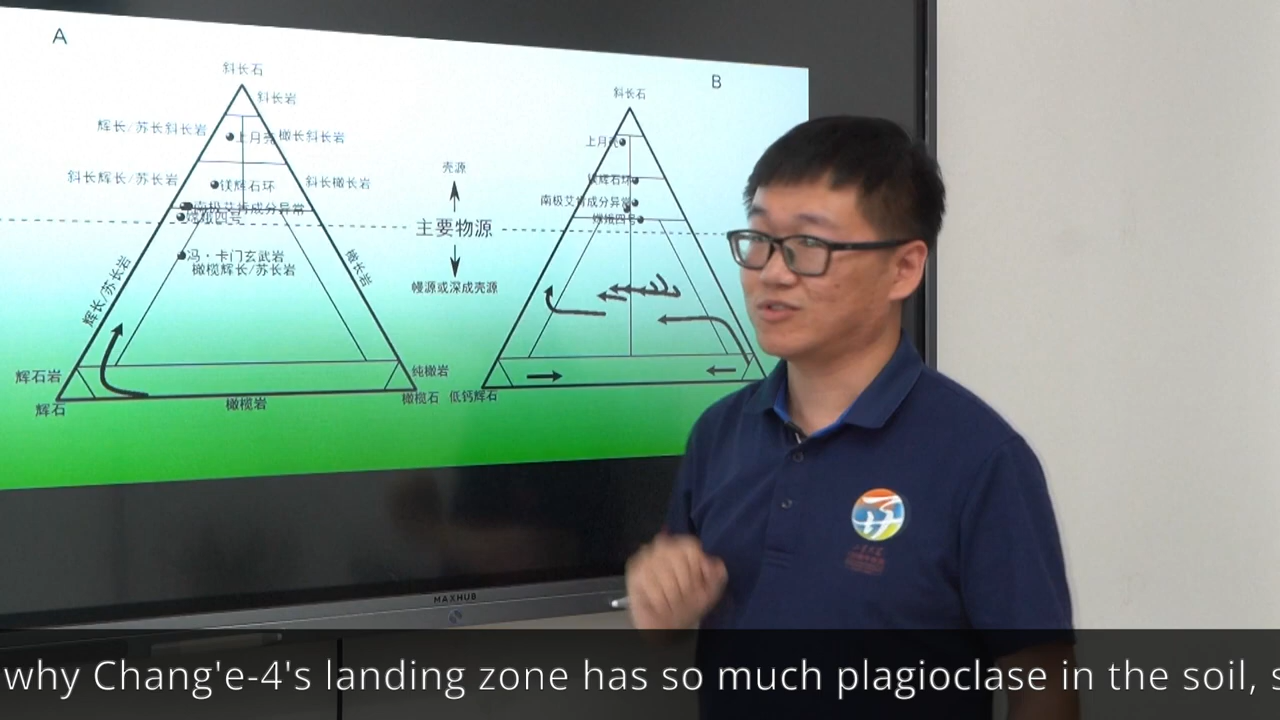 A
斜长石
斜长岩
辉长/苏长斜长岩
上月壳
橄长斜长岩
斜长辉长/苏长岩
镁辉石环
斜长橄长岩
南极艾肯成分异常
嫦娥四号
冯·卡门玄武岩
橄榄辉长/苏长岩
辉长/苏长岩
橄长岩
辉石岩
辉石
橄榄岩
纯橄岩
橄榄石
壳源
主要物源
幔源或深成壳源
B
斜长石
上月壳
镁辉石环
南极艾肯成分异常
嫦娥四号
低钙辉石
MAXHUB
why Chang'e-4's landing zone has so much plagioclase in the soil, s